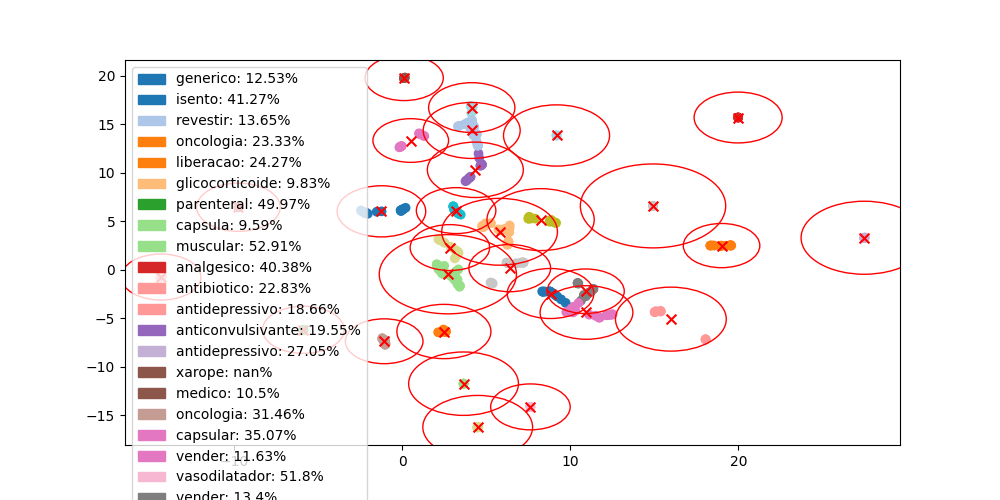 generico: 12.53%
isento: 41.27%
revestir: 13.65%
oncologia: 23.33%
liberacao: 24.27%
glicocorticoide: 9.83%
parenteral: 49.97%
capsula: 9.59%
muscular: 52.91%
analgesico: 40.38%
antibiotico: 22.83%
antidepressivo: 18.66%
anticonvulsivante: 19.55%
antidepressivo: 27.05%
xarope: nan%
medico: 10.5%
oncologia: 31.46%
capsular: 35.07%
vender: 11.63%
vasodilatador: 51.8%
vender: 13.4%
20
15
10
5
0
−5
−10
−15
−10
0
10
20